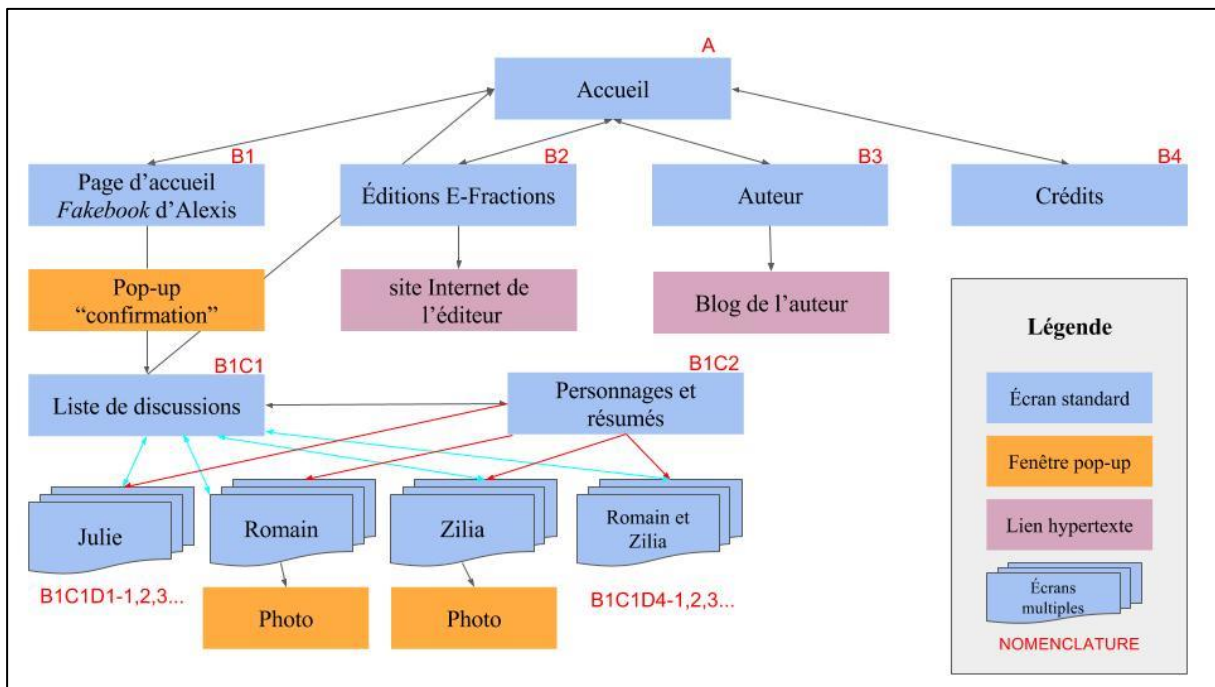 A
Accueil
B1
B2
B3
B4
Page d’accueil
Fakebook d’Alexis
Éditions E-Fractions
Auteur
Crédits
Pop-up
“confirmation”
site Internet de
l’éditeur
Blog de l’auteur
B1C1
B1C2
Liste de discussions
Personnages et
résumés
Julie
Romain
Zilia
Romain et
Zilia
B1C1D1-1,2,3...
B1C1D4-1,2,3...
Photo
Photo
Légende
Écran standard
Fenêtre pop-up
Lien hypertexte
Écrans
multiples
NOMENCLATURE